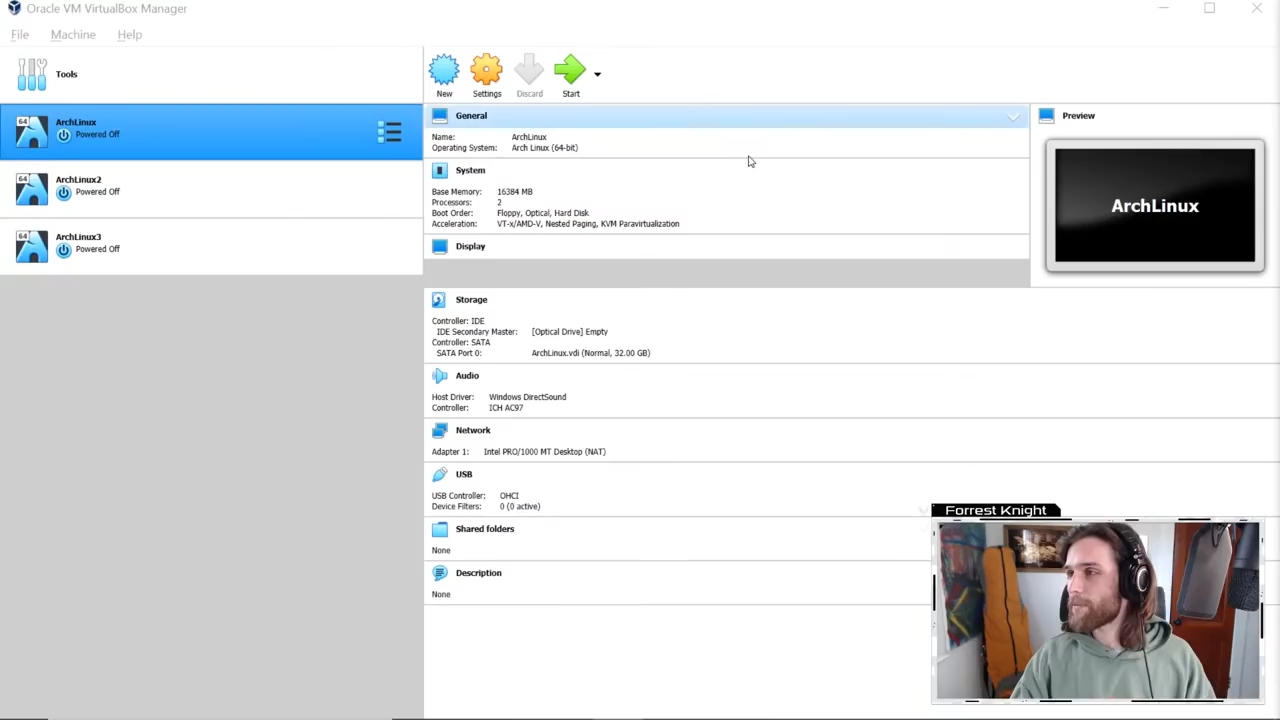 Oracle VM VirtualBox Manager
File Machine Help
Tools
New Settings Discard Start
64 ArchLinux
Powered Off
64 ArchLinux2
Powered Off
64 ArchLinux3
Powered Off
General
Name: ArchLinux
Operating System: Arch Linux (64-bit)
System
Base Memory: 16384 MB
Processors: 2
Boot Order: Floppy, Optical, Hard Disk
Acceleration: VT-x/AMD-V, Nested Paging, KVM Paravirtualization
Display
Preview
ArchLinux
Storage
Controller: IDE
IDE Secondary Master: [Optical Drive] Empty
Controller: SATA
SATA Port 0: ArchLinux.vdi (Normal, 32.00 GB)
Audio
Host Driver: Windows DirectSound
Controller: ICH AC97
Network
Adapter 1: Intel PRO/1000 MT Desktop (NAT)
USB
USB Controller: OHCI
Device Filters: 0 (0 active)
Shared folders
None
Description
None
Forrest Knight